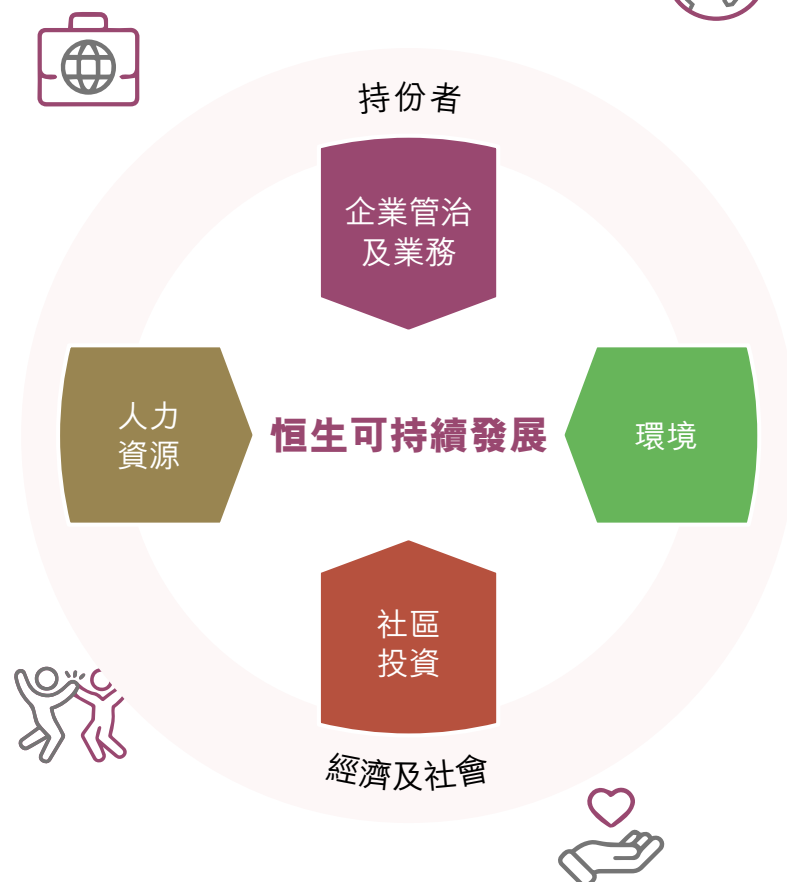 持份者
企業管治
及業務
人力
資源
恒生可持續發展
環境
社區
投資
經濟及社會